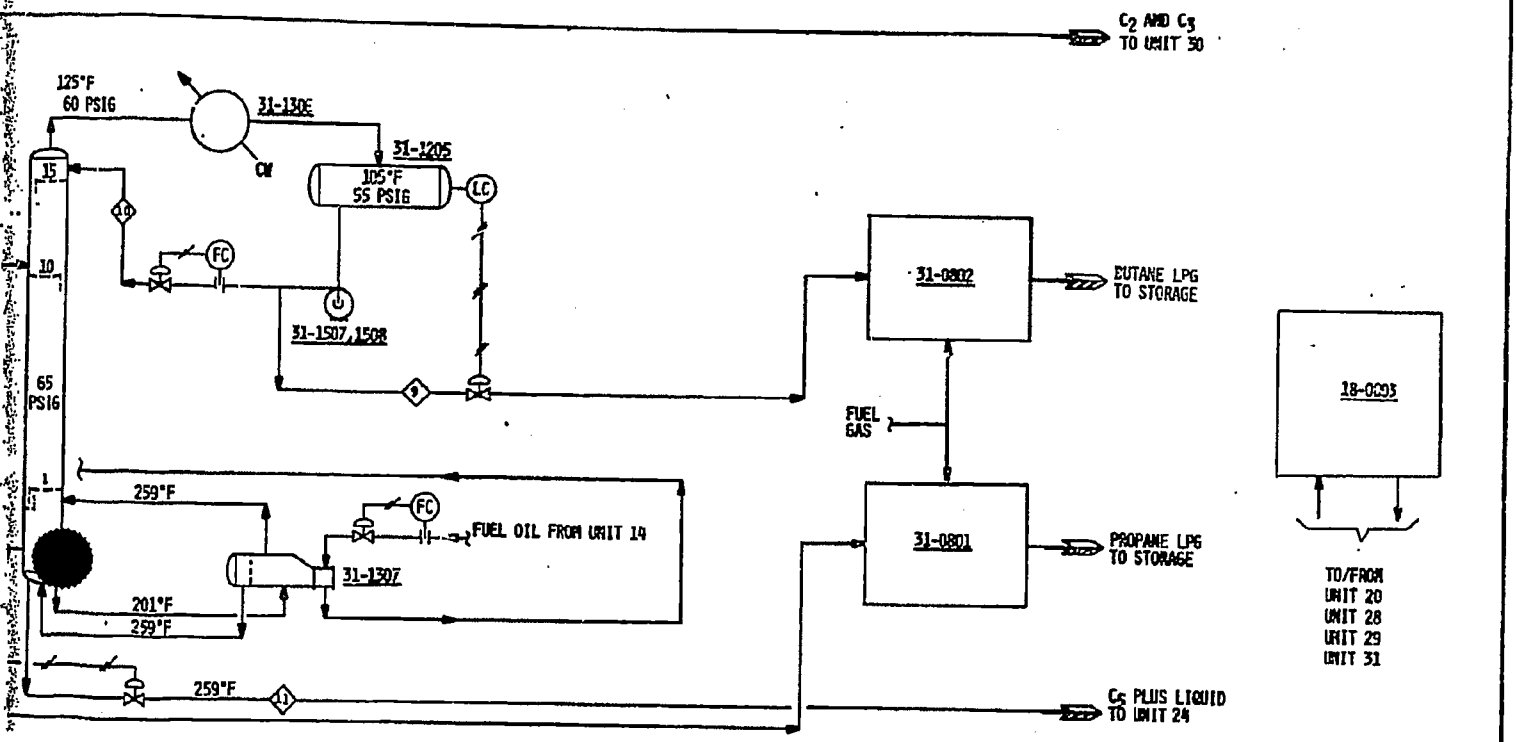 C2 AND C3
TO UNIT 30
125°F
60 PSIG
31-1306
CW
31-1205
105°F
55 PSIG
LC
15
10
FC
10
31-1507,1508
65
PSIG
9
31-0802
BUTANE LPG
TO STORAGE
18-0003
FUEL
GAS
1
259°F
FC
FUEL OIL FROM UNIT 14
31-1307
31-0801
PROPANE LPG
TO STORAGE
201°F
259°F
TO/FROM
UNIT 20
UNIT 28
UNIT 29
UNIT 31
259°F
11
C5 PLUS LIQUID
TO UNIT 24